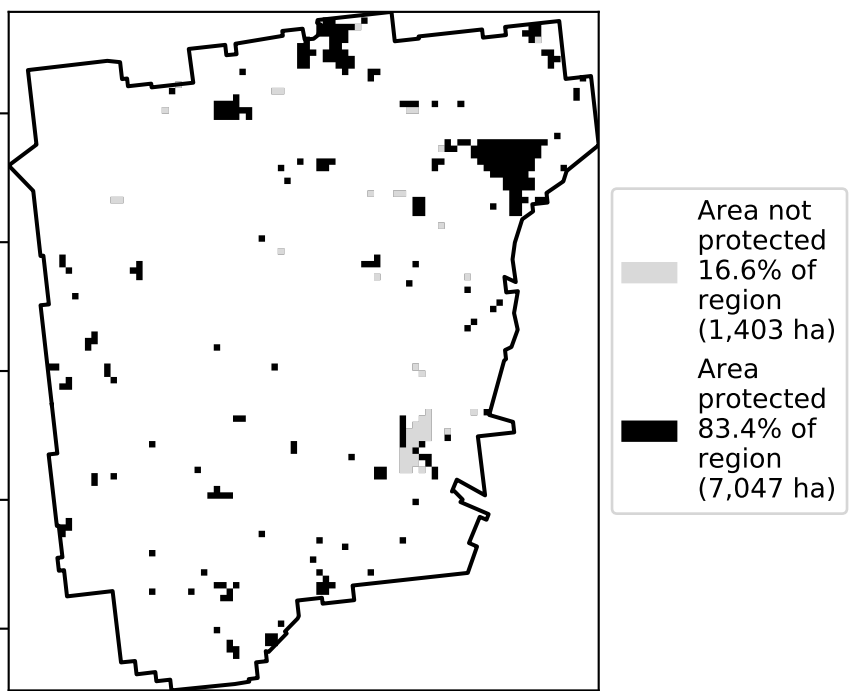 Area not
protected
16.6% of
region
(1,403 ha)
Area
protected
83.4% of
region
(7,047 ha)